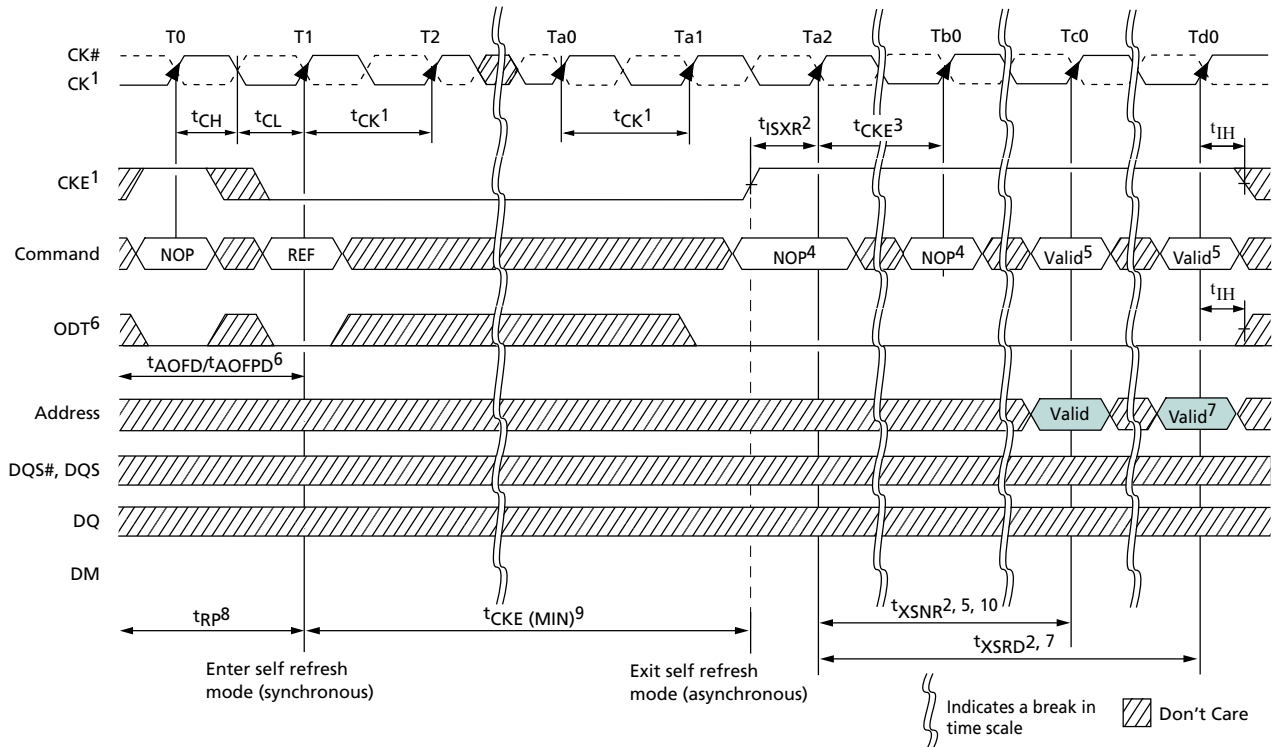 T0 T1 T2 Ta0 Ta1 Ta2 Tb0 Tc0 Td0
CK#
CK1
tCH tCL tCK1 tCK1 tISXR2 tCKE3 tIH
CKE1
Command NOP REF NOP4 NOP4 Valid5 Valid5
tIH
ODT6
tAOFD/tAOFPD6
Address Valid Valid7
DQS#, DQS
DQ
DM
tRP8 tCKE (MIN)9 tXSNR2, 5, 10
tXSRD2, 7
Enter self refresh
mode (synchronous)
Exit self refresh
mode (asynchronous)
Indicates a break in
time scale
Don't Care